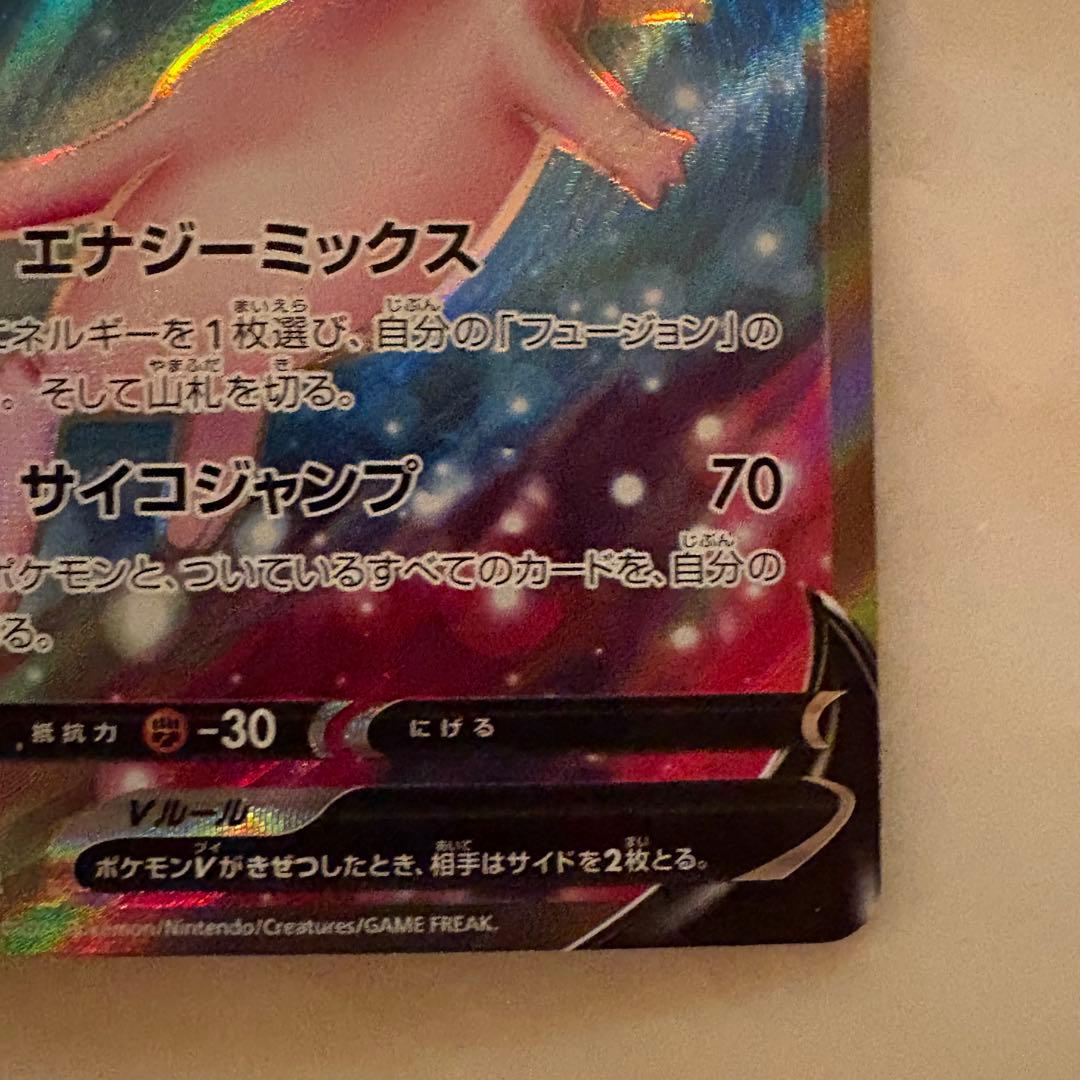 エナジーミックス
エネルギーを1枚選び、自分の「フュージョン」の
。そして山札を切る。
サイコジャンプ 70
ポケモンと、ついているすべてのカードを、自分の
る。
抵抗力 -30 にげる
Vルール
ポケモンVがきぜつしたとき、相手はサイドを2枚とる。
Pokémon/Nintendo/Creatures/GAME FREAK.